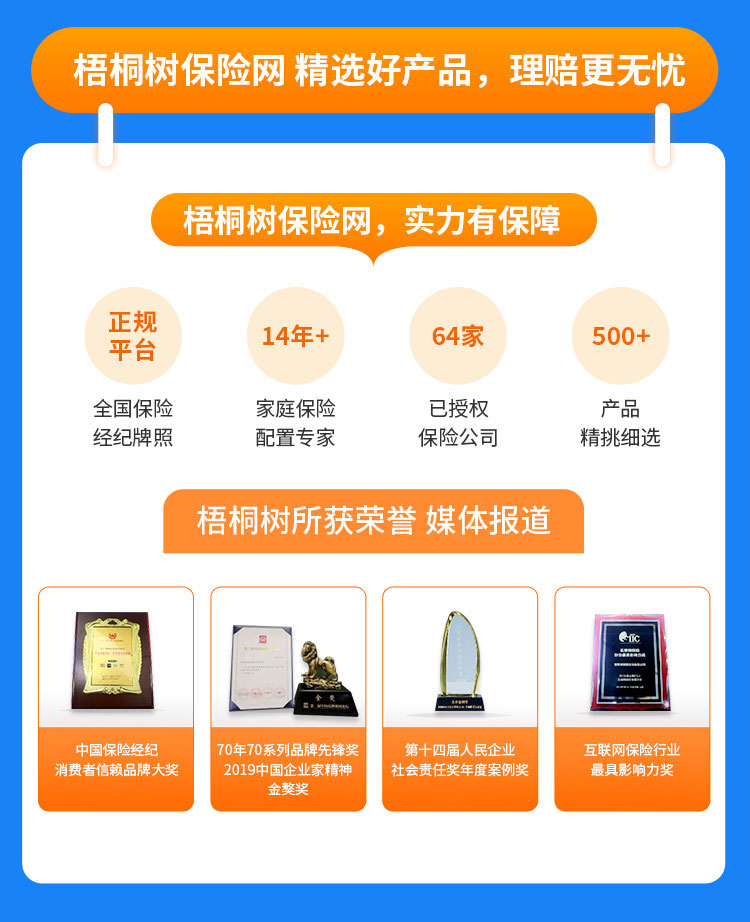 梧桐树保险网 精选好产品，理赔更无忧
梧桐树保险网，实力有保障
正规
平台
14年+
64家
500+
全国保险
经纪牌照
家庭保险
配置专家
已授权
保险公司
产品
精挑细选
梧桐树所获荣誉 媒体报道
中国保险经纪
消费者信赖品牌大奖
70年70系列品牌先锋奖
2019中国企业家精神
金獒奖
第十四届人民企业
社会责任奖年度案例奖
互联网保险行业
最具影响力奖